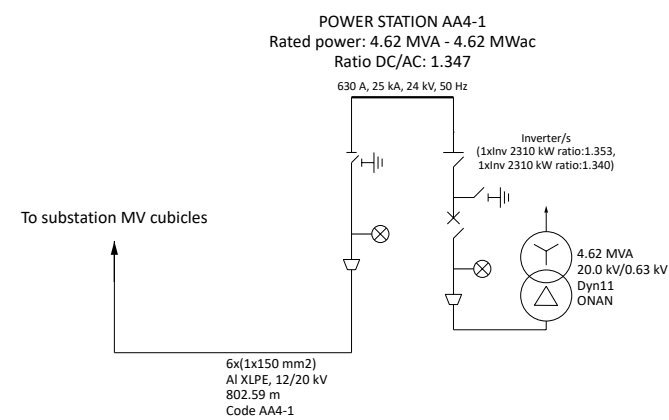 POWER STATION AA4-1
Rated power: 4.62 MVA - 4.62 MWac
Ratio DC/AC: 1.347
630 A, 25 kA, 24 kV, 50 Hz
Inverter/s
(1xInv 2310 kW ratio:1.353,
1xInv 2310 kW ratio:1.340)
To substation MV cubicles
4.62 MVA
20.0 kV/0.63 kV
Dyn11
ONAN
6x(1x150 mm2)
Al XLPE, 12/20 kV
802.59 m
Code AA4-1